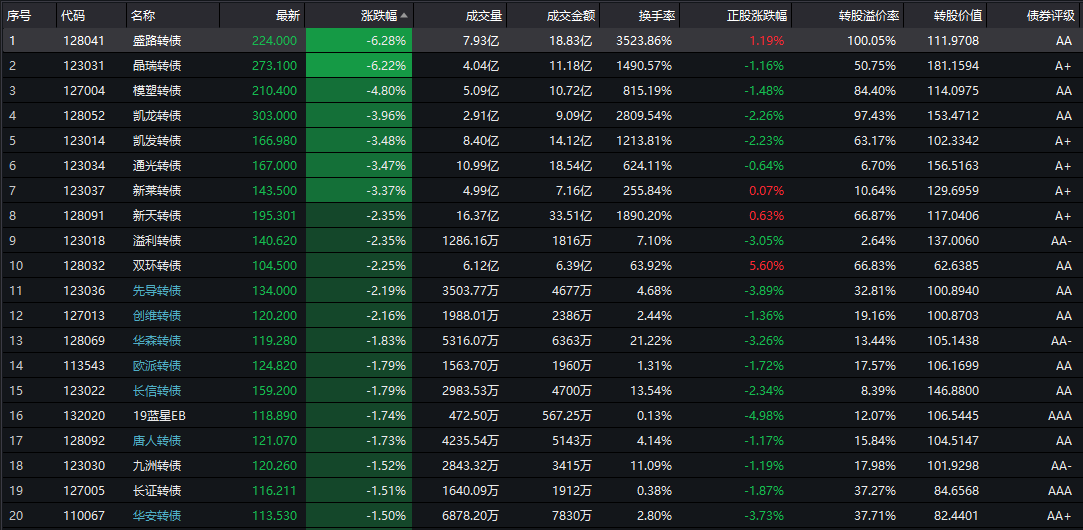 序号 代码 名称 最新 涨跌幅 成交量 成交金额 换手率 正股涨跌幅 转股溢价率 转股价值 债券评级
1 128041 盛路转债 224.000 -6.28% 7.93亿 18.83亿 3523.86% 1.19% 100.05% 111.9708 AA
2 123031 晶瑞转债 273.100 -6.22% 4.04亿 11.18亿 1490.57% -1.16% 50.75% 181.1594 A+
3 127004 模塑转债 210.400 -4.80% 5.09亿 10.72亿 815.19% -1.48% 84.40% 114.0975 AA
4 128052 凯龙转债 303.000 -3.96% 2.91亿 9.09亿 2809.54% -2.26% 97.43% 153.4712 AA
5 123014 凯发转债 166.980 -3.48% 8.40亿 14.12亿 1213.81% -2.23% 63.17% 102.3342 A+
6 123034 通光转债 167.000 -3.47% 10.99亿 18.54亿 624.11% -0.64% 6.70% 156.5163 A+
7 123037 新莱转债 143.500 -3.37% 4.99亿 7.16亿 255.84% 0.07% 10.64% 129.6959 A+
8 128091 新天转债 195.301 -2.35% 16.37亿 33.51亿 1890.20% 0.63% 66.87% 117.0406 A+
9 123018 溢利转债 140.620 -2.35% 1286.16万 1816万 7.10% -3.05% 2.64% 137.0060 AA-
10 128032 双环转债 104.500 -2.25% 6.12亿 6.39亿 63.92% 5.60% 66.83% 62.6385 AA
11 123036 先导转债 134.000 -2.19% 3503.77万 4677万 4.68% -3.89% 32.81% 100.8940 AA
12 127013 创维转债 120.200 -2.16% 1988.01万 2386万 2.44% -1.36% 19.16% 100.8703 AA
13 128069 华森转债 119.280 -1.83% 5316.07万 6363万 21.22% -3.26% 13.44% 105.1438 AA-
14 113543 欧派转债 124.820 -1.79% 1563.70万 1960万 1.31% -1.72% 17.57% 106.1699 AA
15 123022 长信转债 159.200 -1.79% 2983.53万 4700万 13.54% -2.34% 8.39% 146.8800 AA
16 132020 19蓝星EB 118.890 -1.74% 472.50万 567.25万 0.13% -4.98% 12.07% 106.5445 AAA
17 128092 唐人转债 121.070 -1.73% 4235.54万 5143万 4.14% -1.17% 15.84% 104.5147 AA
18 123030 九洲转债 120.260 -1.52% 2843.32万 3415万 11.09% -1.19% 17.98% 101.9298 AA-
19 127005 长证转债 116.211 -1.51% 1640.09万 1912万 0.38% -1.87% 37.27% 84.6568 AAA
20 110067 华安转债 113.530 -1.50% 6878.20万 7830万 2.80% -3.73% 37.71% 82.4401 AA+